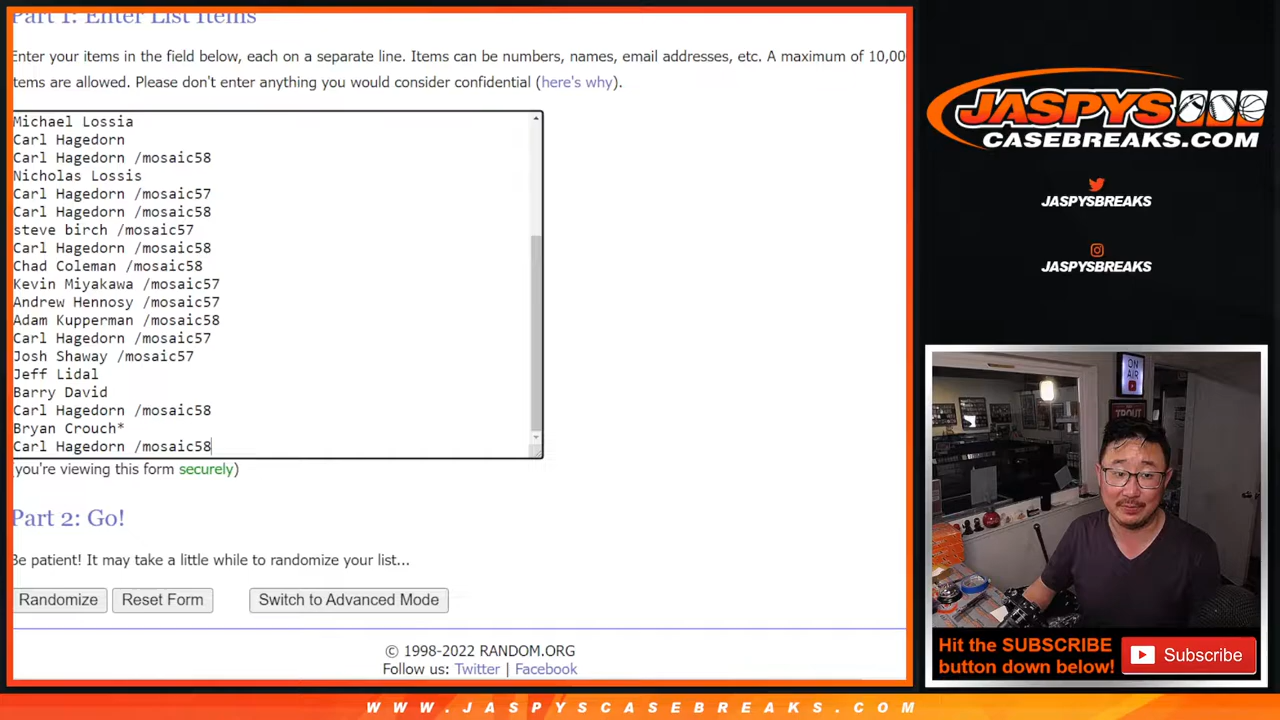 Part 1: Enter List Items
Enter your items in the field below, each on a separate line. Items can be numbers, names, email addresses, etc. A maximum of 10,00
tems are allowed. Please don't enter anything you would consider confidential (here's why).
Michael Lossia
Carl Hagedorn
Carl Hagedorn /mosaic58
Nicholas Lossis
Carl Hagedorn /mosaic57
Carl Hagedorn /mosaic58
steve birch /mosaic57
Carl Hagedorn /mosaic58
Chad Coleman /mosaic58
Kevin Miyakawa /mosaic57
Andrew Hennosy /mosaic57
Adam Kupperman /mosaic58
Carl Hagedorn /mosaic57
Josh Shaway /mosaic57
Jeff Lidal
Barry David
Carl Hagedorn /mosaic58
Bryan Crouch*
Carl Hagedorn /mosaic58
(you're viewing this form securely)
Part 2: Go!
Be patient! It may take a little while to randomize your list...
Randomize Reset Form Switch to Advanced Mode
© 1998-2022 RANDOM.ORG
Follow us: Twitter | Facebook
JASPYS
CASEBREAKS.COM
JASPYSBREAKS
JASPYSBREAKS
ON
AIR
TROUT
Hit the SUBSCRIBE
button down below!
Subscribe
WWW.JASPYSCASEBREAKS.COM